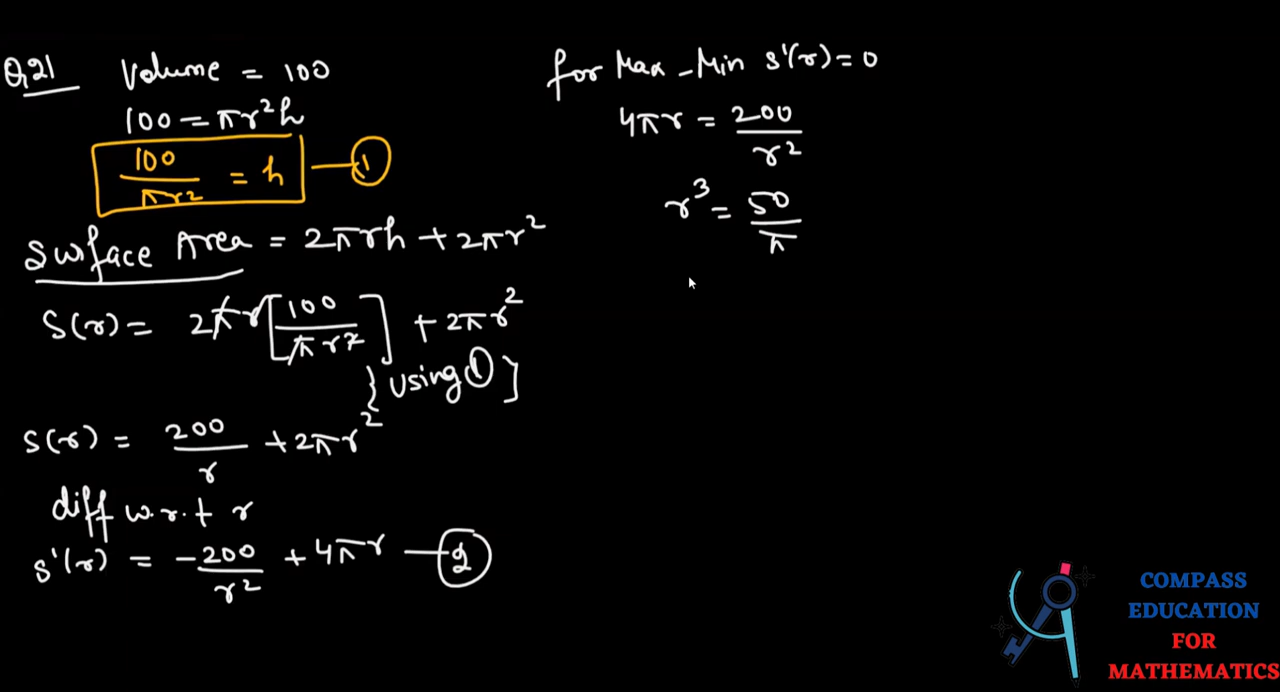 Q.21 Volume = 100
100 = πr²h
100/πr² = h —①
Surface Area = 2πrh + 2πr²
S(r) = 2πr[100/πr²] + 2πr²
{using ①}
S(r) = 200/r + 2πr²
diff w.r.t r
s'(r) = -200/r² + 4πr —②
for Max - Min s'(r) = 0
4πr = 200/r²
r³ = 50/π
COMPASS
EDUCATION
FOR
MATHEMATICS